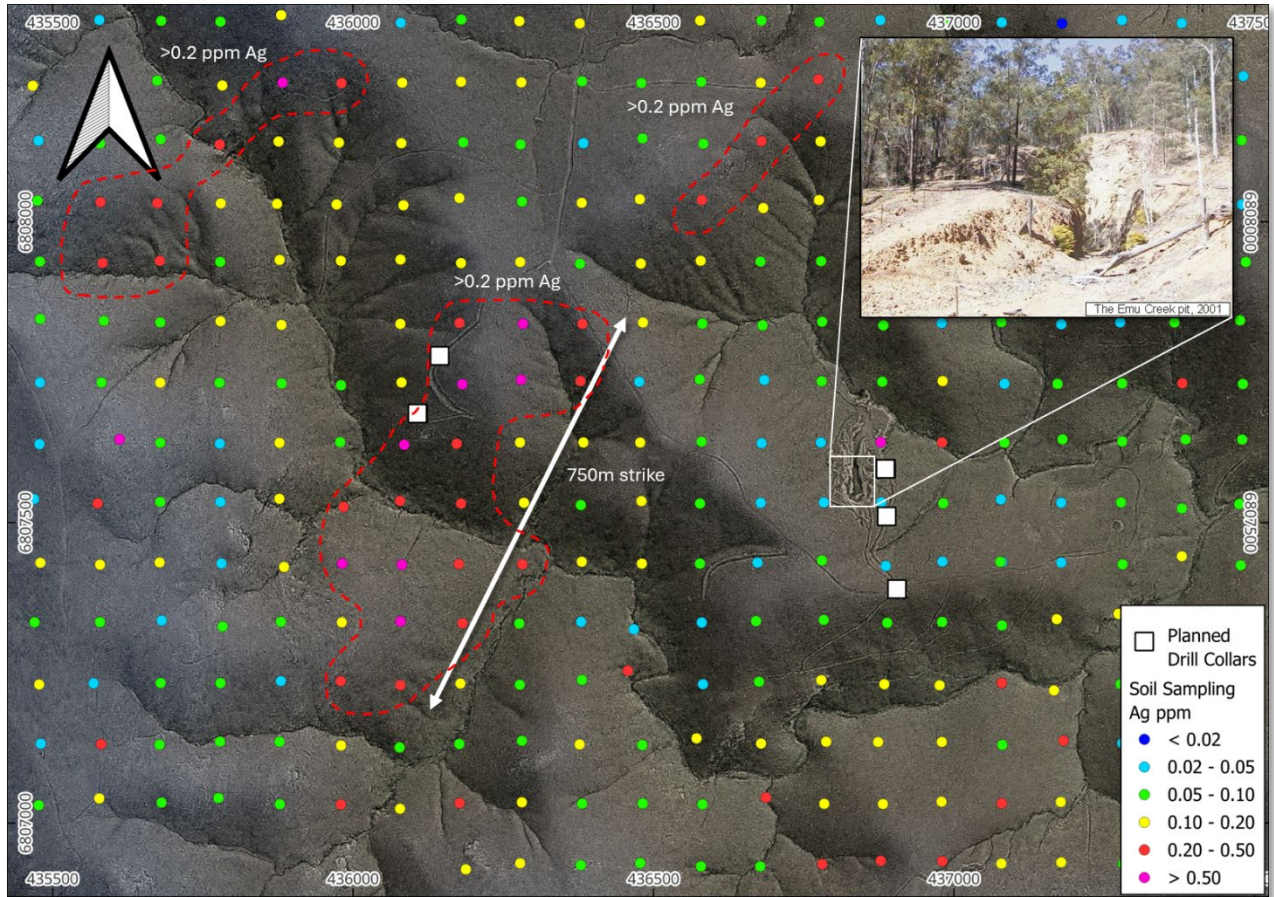 435500
436000
436500
437000
437500
>0.2 ppm Ag
>0.2 ppm Ag
6808000
6808000
>0.2 ppm Ag
The Emu Creek pit, 2001
750m strike
6807500
6807500
Planned
Drill Collars
Soil Sampling
Ag ppm
< 0.02
0.02 - 0.05
0.05 - 0.10
0.10 - 0.20
0.20 - 0.50
> 0.50
6807000
435500
436000
436500
437000